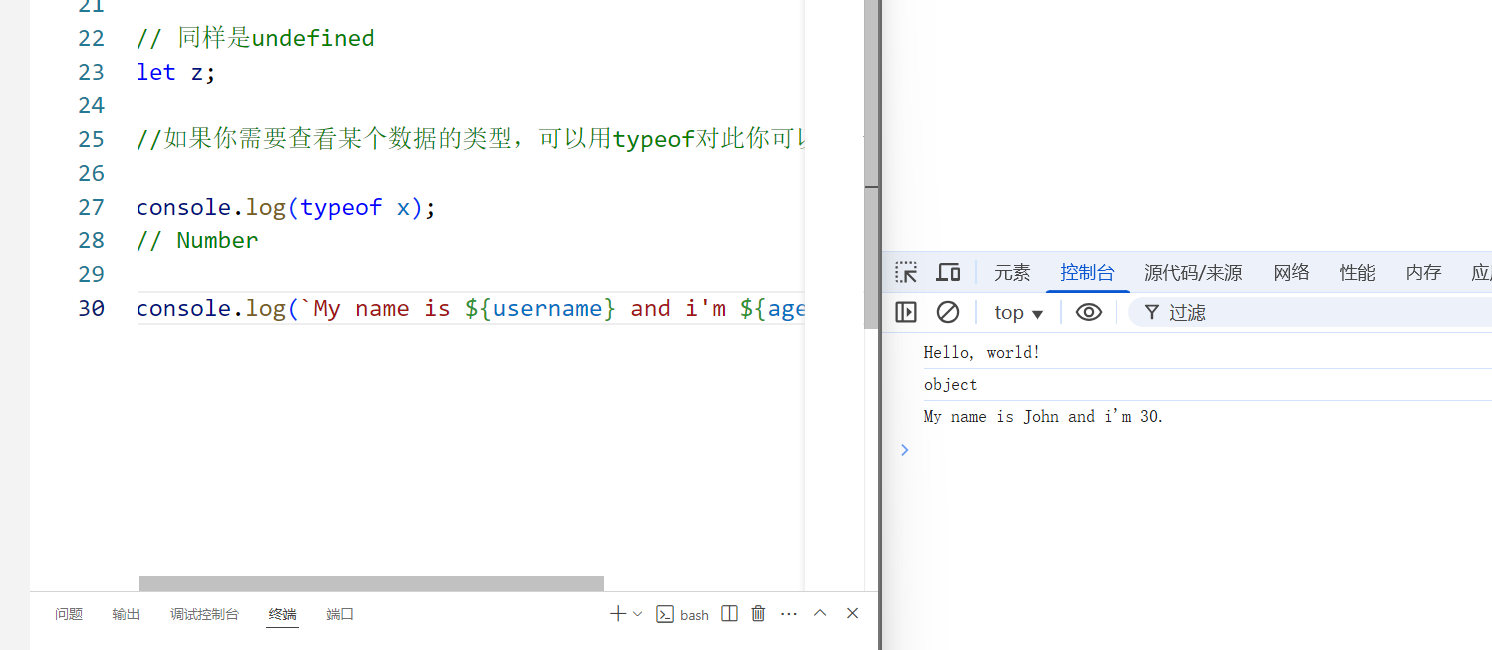 21
22 // 同样是undefined
23 let z;
24
25 //如果你需要查看某个数据的类型，可以用typeof对此你可以
26
27 console.log(typeof x);
28 // Number
29
30 console.log(`My name is ${username} and i'm ${age
问题 输出 调试控制台 终端 端口 bash
元素 控制台 源代码/来源 网络 性能 内存 应
top 过滤
Hello, world!
object
My name is John and i'm 30.